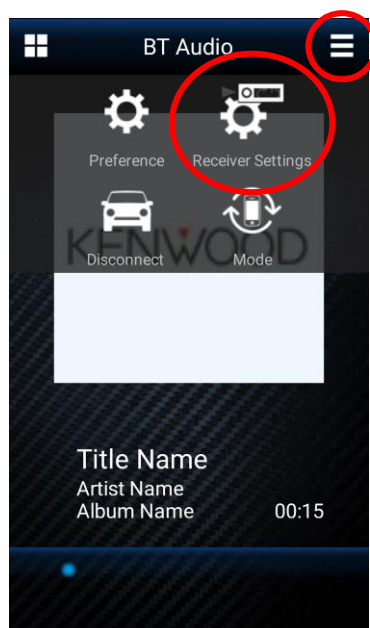 BT Audio
Preference Receiver Settings
KENWOOD
Disconnect Mode
Title Name
Artist Name
Album Name 00:15